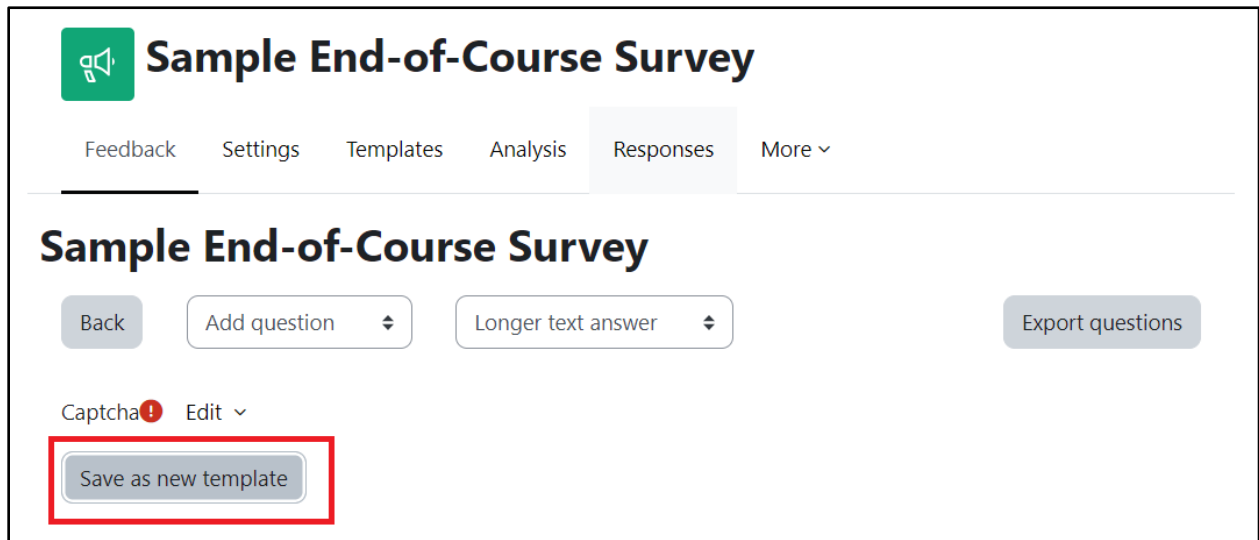 Sample End-of-Course Survey
Feedback Settings Templates Analysis Responses More
Sample End-of-Course Survey
Back Add question Longer text answer Export questions
Captcha! Edit
Save as new template